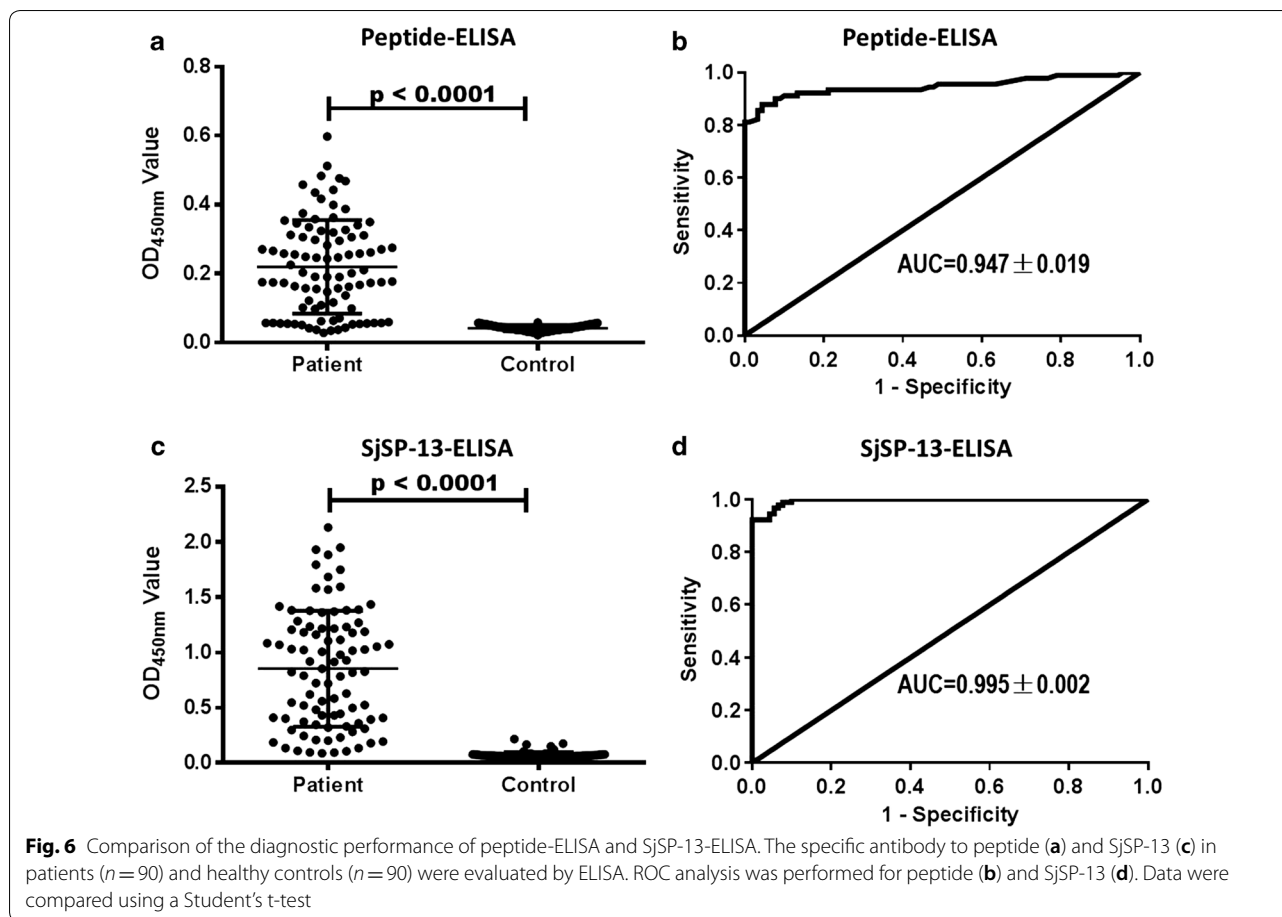 a
Peptide-ELISA
0.8
0.6
0.4
0.2
0.0
OD450nm Value
p < 0.0001
Patient
Control
b
Peptide-ELISA
1.0
0.8
0.6
0.4
0.2
0.0
Sensitivity
AUC=0.947±0.019
0.0 0.2 0.4 0.6 0.8 1.0
1 - Specificity
c
SjSP-13-ELISA
2.5
2.0
1.5
1.0
0.5
0.0
OD450nm Value
p < 0.0001
Patient
Control
d
SjSP-13-ELISA
1.0
0.8
0.6
0.4
0.2
0.0
Sensitivity
AUC=0.995±0.002
0.0 0.2 0.4 0.6 0.8 1.0
1 - Specificity
Fig. 6 Comparison of the diagnostic performance of peptide-ELISA and SjSP-13-ELISA. The specific antibody to peptide (a) and SjSP-13 (c) in
patients (n = 90) and healthy controls (n = 90) were evaluated by ELISA. ROC analysis was performed for peptide (b) and SjSP-13 (d). Data were
compared using a Student's t-test